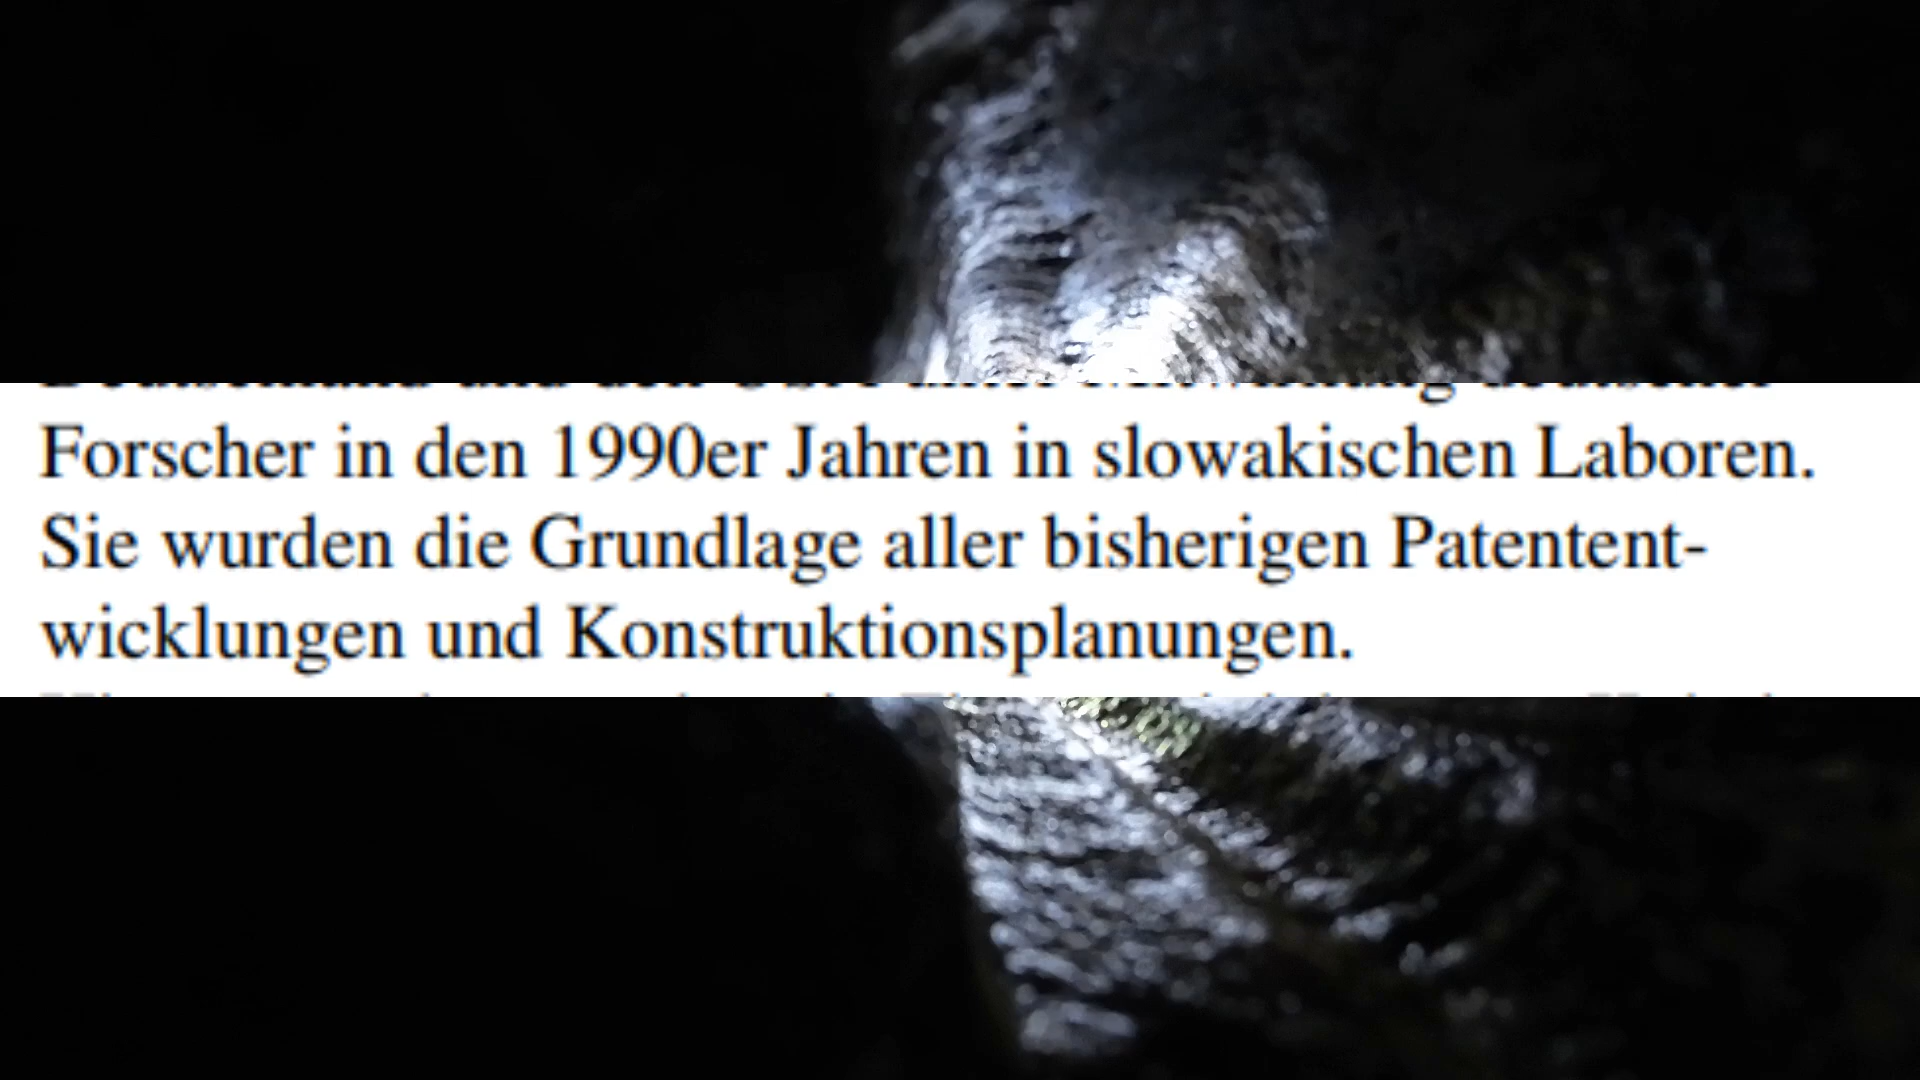 Forscher in den 1990er Jahren in slowakischen Laboren.
Sie wurden die Grundlage aller bisherigen Patentent-
wicklungen und Konstruktionsplanungen.